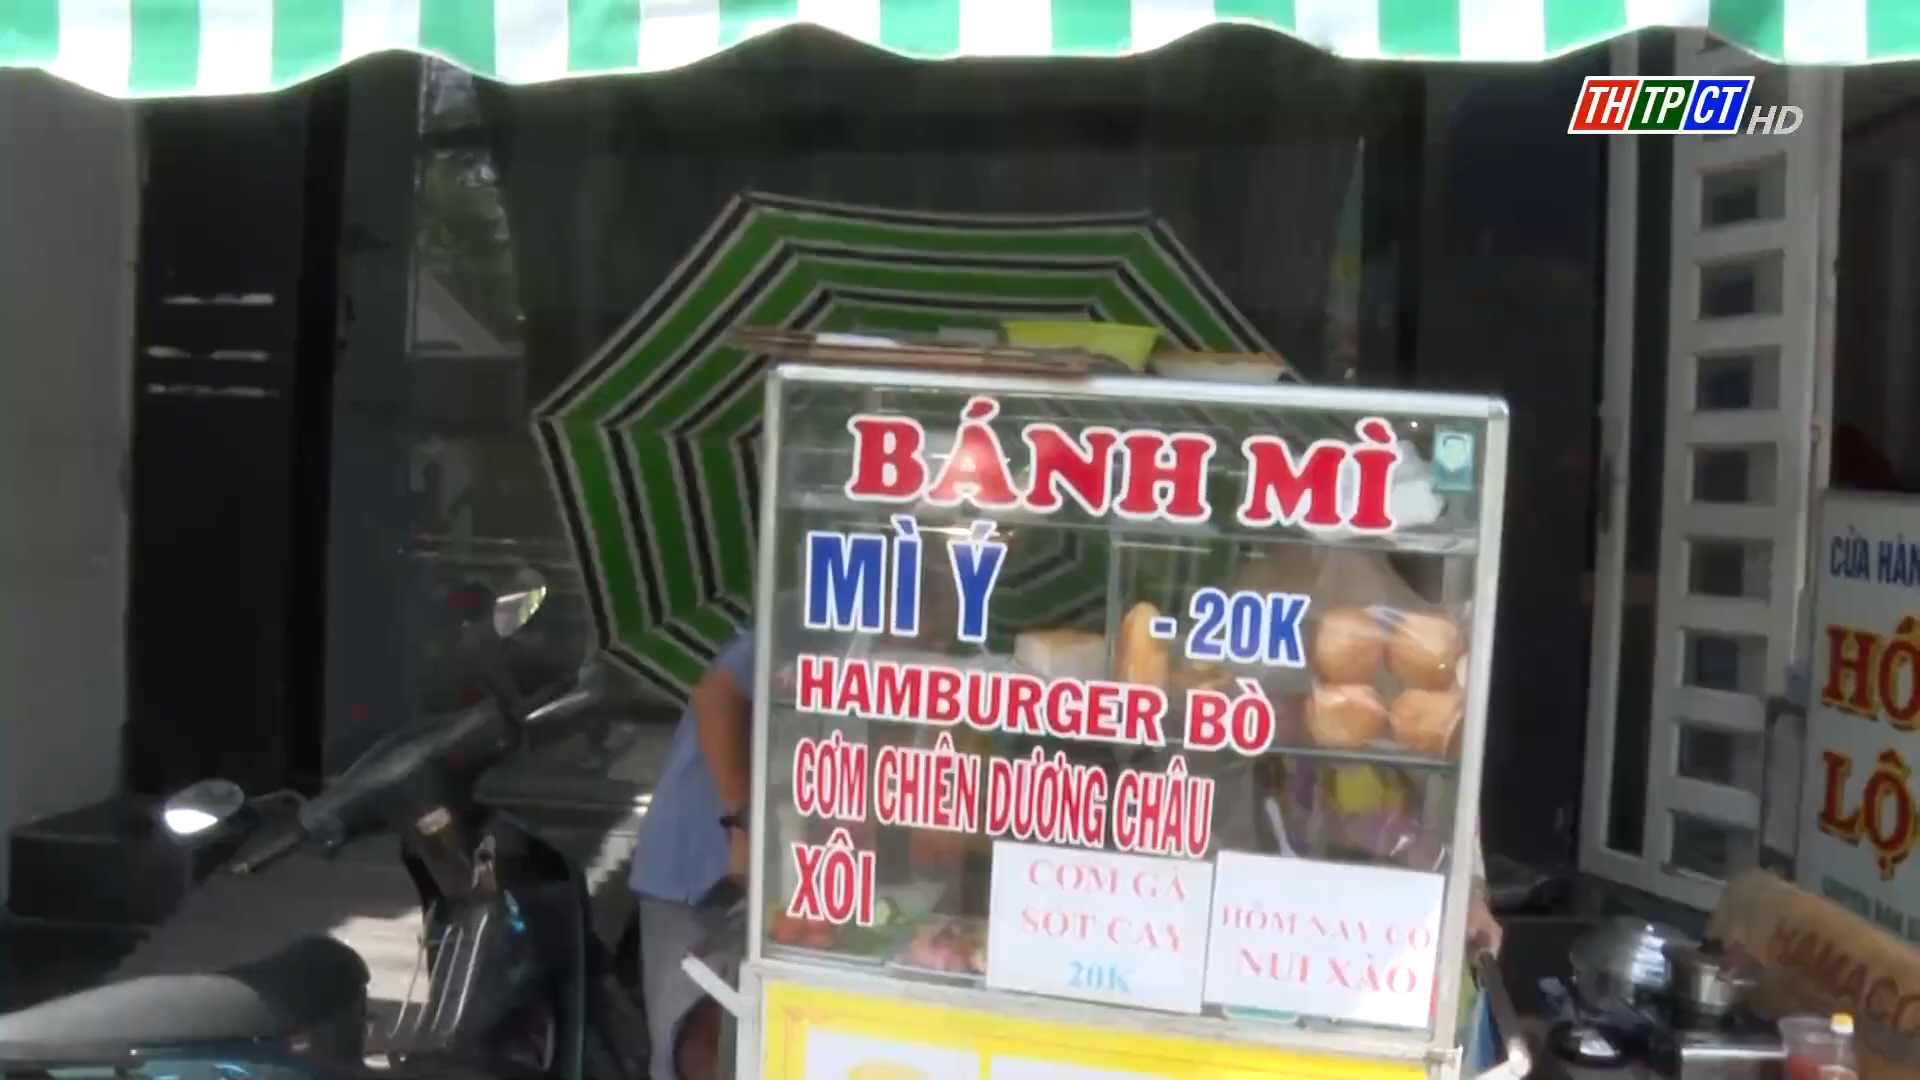 THTPCT HD
BÁNH MÌ
MÌ Ý - 20K
HAMBURGER BÒ
CƠM CHIÊN DƯƠNG CHÂU
XÔI
CƠM GÀ
SỐT CAY
20K
HÔM NAY CÓ
NUI XÀO
CỬA HÀN
HÓ
LỘ